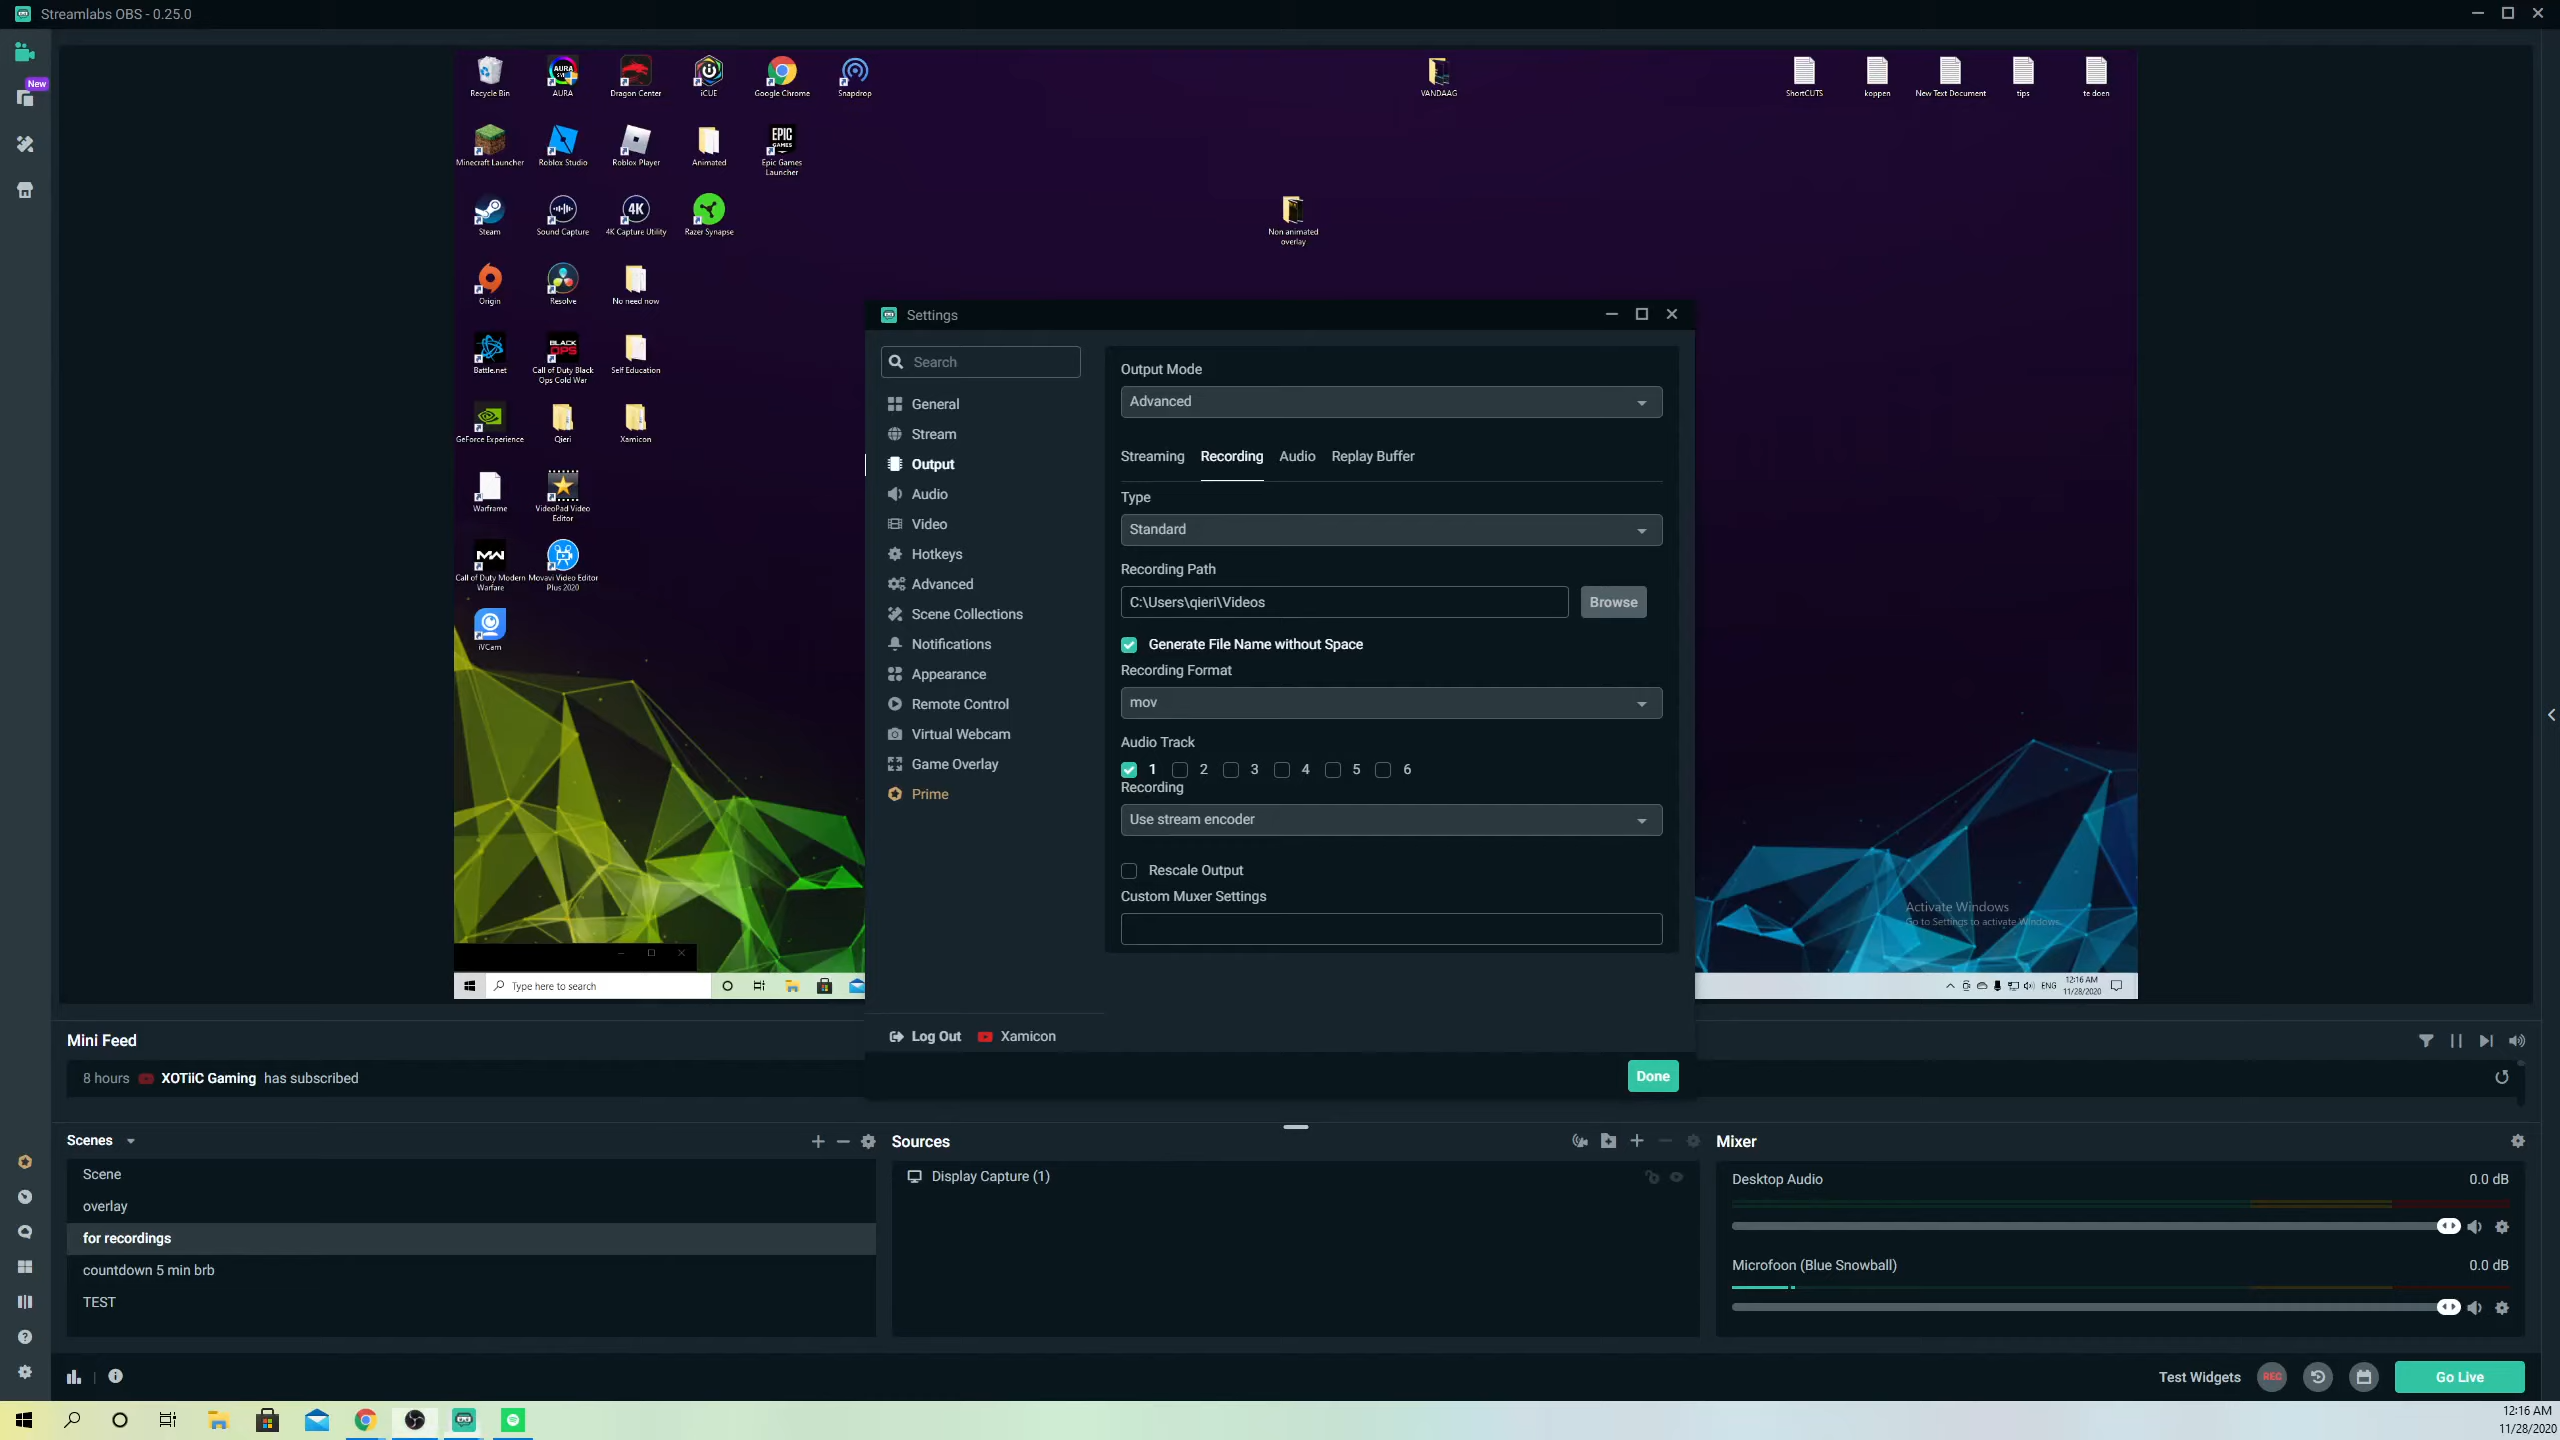 Streamlabs OBS - 0.25.0
New
Recycle Bin
AURA
Dragon Center
iCUE
Google Chrome
Snapdrop
VANDAAG
ShortCUTS
koppen
New Text Document
tips
te doen
Minecraft Launcher
Roblox Studio
Roblox Player
Animated
EPIC GAMES
Epic Games
Launcher
Steam
Sound Capture
4K
4K Capture Utility
Razer Synapse
Non animated
overlay
Origin
Resolve
No need now
Battle.net
BLACK OPS
Call of Duty Black
Ops Cold War
Self Education
GeForce Experience
Qieri
Xamicon
Warframe
VideoPad Video
Editor
Call of Duty Modern
Warfare
Movavi Video Editor
Plus 2020
iVCam
Activate Windows
Go to Settings to activate Windows.
Type here to search
ENG
12:16 AM
11/28/2020
Settings
Search
General
Stream
Output
Audio
Video
Hotkeys
Advanced
Scene Collections
Notifications
Appearance
Remote Control
Virtual Webcam
Game Overlay
Prime
Log Out
Xamicon
Output Mode
Advanced
Streaming Recording Audio Replay Buffer
Type
Standard
Recording Path
C:\Users\qieri\Videos
Browse
Generate File Name without Space
Recording Format
mov
Audio Track
1 2 3 4 5 6
Recording
Use stream encoder
Rescale Output
Custom Muxer Settings
Done
Mini Feed
8 hours XOTiiC Gaming has subscribed
Scenes
Scene
overlay
for recordings
countdown 5 min brb
TEST
Sources
Display Capture (1)
Mixer
Desktop Audio 0.0 dB
Microfoon (Blue Snowball) 0.0 dB
Test Widgets
REC
Go Live
12:16 AM
11/28/2020